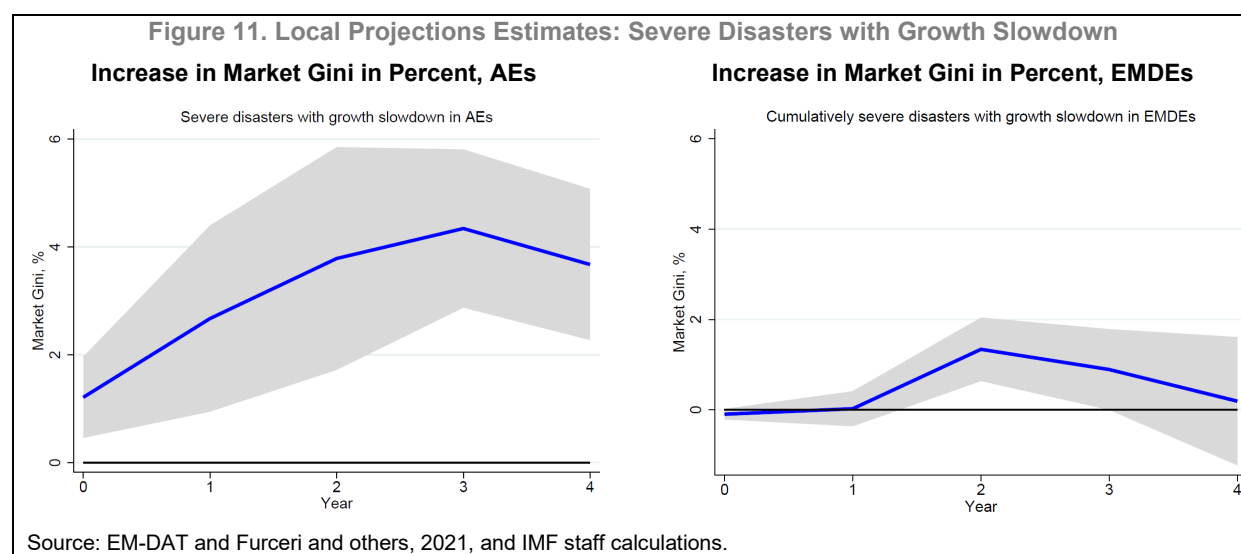 Figure 11. Local Projections Estimates: Severe Disasters with Growth Slowdown
Increase in Market Gini in Percent, AEs
Severe disasters with growth slowdown in AEs
6
4
2
0
Market Gini, %
0 1 2 3 4
Year
Increase in Market Gini in Percent, EMDEs
Cumulatively severe disasters with growth slowdown in EMDEs
6
4
2
0
Market Gini, %
0 1 2 3 4
Year
Source: EM-DAT and Furceri and others, 2021, and IMF staff calculations.